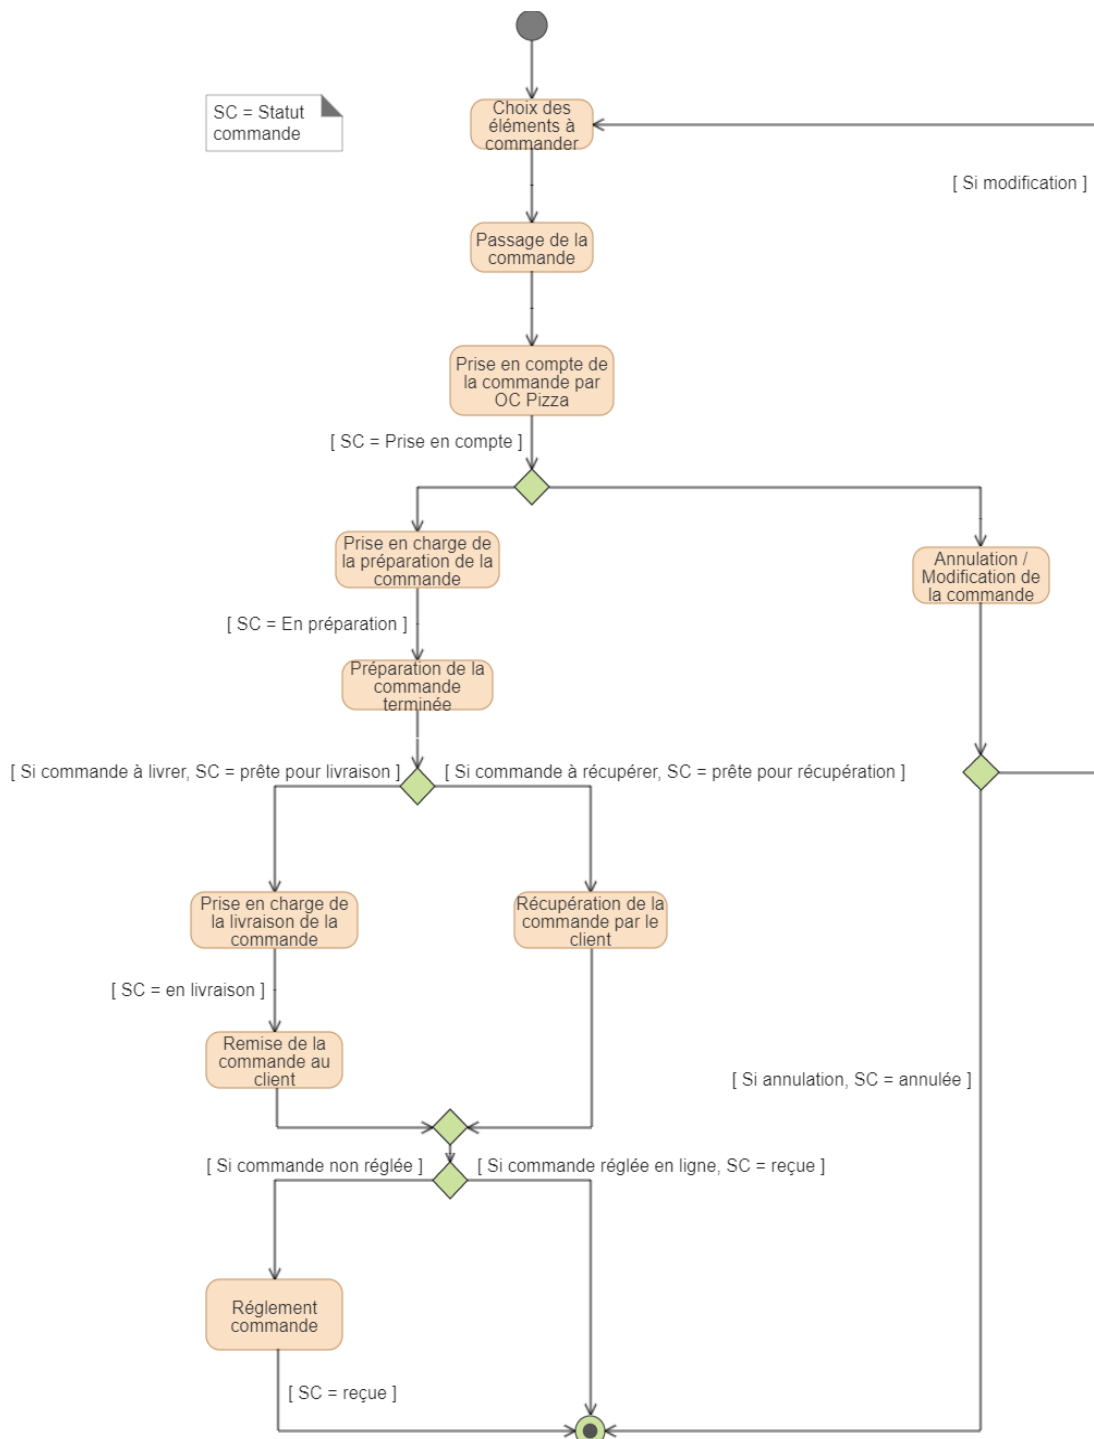 SC = Statut
commande
Choix des
éléments à
commander
[ Si modification ]
Passage de la
commande
Prise en compte de
la commande par
OC Pizza
[ SC = Prise en compte ]
Prise en charge de
la préparation de la
commande
Annulation /
Modification de
la commande
[ SC = En préparation ]
Préparation de la
commande
terminée
[ Si commande à livrer, SC = prête pour livraison ]
[ Si commande à récupérer, SC = prête pour récupération ]
Prise en charge de
la livraison de la
commande
Récupération de la
commande par le
client
[ SC = en livraison ]
Remise de la
commande au
client
[ Si annulation, SC = annulée ]
[ Si commande non réglée ]
[ Si commande réglée en ligne, SC = reçue ]
Réglement
commande
[ SC = reçue ]